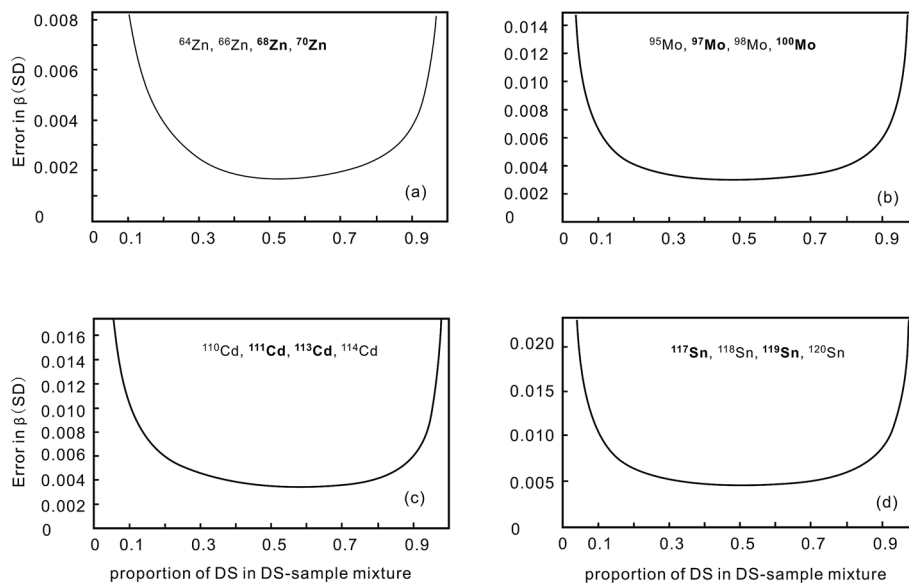 Error in β (SD)
0.008
0.006
0.004
0.002
0
⁶⁴Zn, ⁶⁶Zn, ⁶⁸Zn, ⁷⁰Zn
(a)
0 0.1 0.3 0.5 0.7 0.9
0.014
0.012
0.010
0.008
0.006
0.004
0.002
0
⁹⁵Mo, ⁹⁷Mo, ⁹⁸Mo, ¹⁰⁰Mo
(b)
0 0.1 0.3 0.5 0.7 0.9
Error in β (SD)
0.016
0.014
0.012
0.010
0.008
0.006
0.004
0.002
0
¹¹⁰Cd, ¹¹¹Cd, ¹¹³Cd, ¹¹⁴Cd
(c)
0 0.1 0.3 0.5 0.7 0.9
proportion of DS in DS-sample mixture
0.020
0.015
0.010
0.005
0
¹¹⁷Sn, ¹¹⁸Sn, ¹¹⁹Sn, ¹²⁰Sn
(d)
0 0.1 0.3 0.5 0.7 0.9
proportion of DS in DS-sample mixture